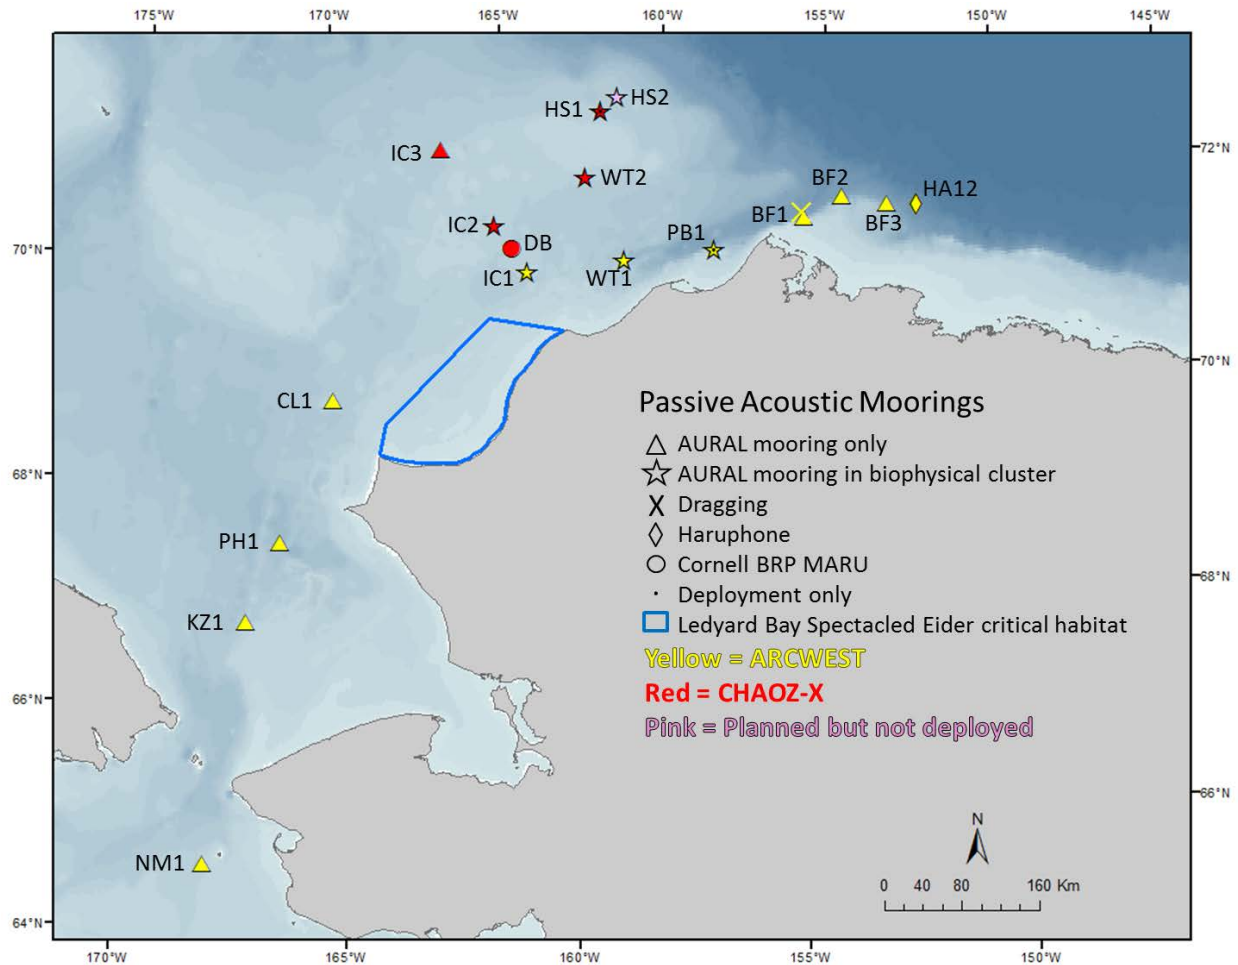 175°W 170°W 165°W 160°W 155°W 150°W 145°W
HS2
HS1
72°N
IC3
WT2
BF2
HA12
BF1
BF3
IC2
PB1
DB
70°N
IC1
WT1
70°N
CL1
Passive Acoustic Moorings
AURAL mooring only
AURAL mooring in biophysical cluster
68°N
Dragging
PH1
Haruphone
Cornell BRP MARU
68°N
Deployment only
KZ1
Ledyard Bay Spectacled Eider critical habitat
Yellow = ARCWEST
Red = CHAOZ-X
66°N
Pink = Planned but not deployed
66°N
N
NM1
0 40 80 160 Km
64°N
170°W 165°W 160°W 155°W 150°W